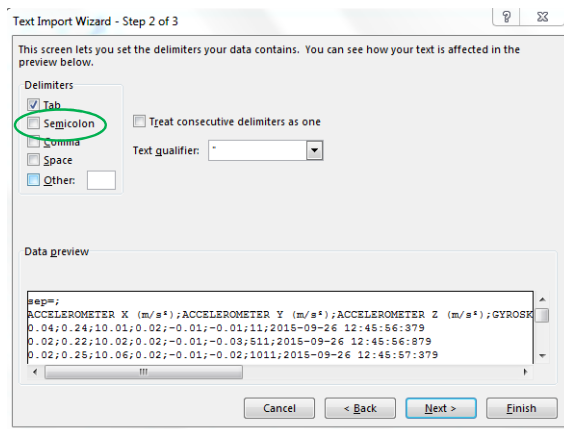 Text Import Wizard - Step 2 of 3
This screen lets you set the delimiters your data contains. You can see how your text is affected in the
preview below.
Delimiters
Tab
Semicolon
Comma
Space
Other:
Treat consecutive delimiters as one
Text qualifier: "
Data preview
sep=;
ACCELEROMETER X (m/s²);ACCELEROMETER Y (m/s²);ACCELEROMETER Z (m/s²);GYROSK
0.04;0.24;10.01;0.02;-0.01;-0.01;11;2015-09-26 12:45:56:379
0.02;0.22;10.02;0.02;-0.01;-0.03;511;2015-09-26 12:45:56:879
0.02;0.25;10.06;0.02;-0.01;-0.02;1011;2015-09-26 12:45:57:379
Cancel
< Back
Next >
Finish